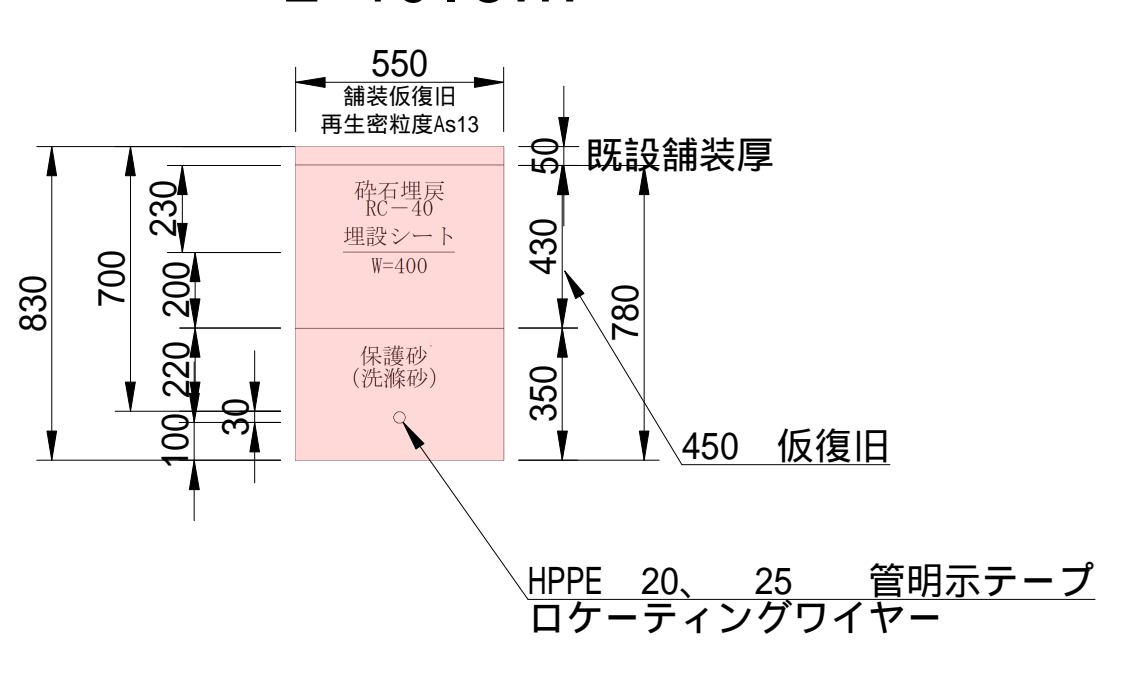 550
舗装仮復旧
再生密粒度As13
50 既設舗装厚
砕石埋戻
RC－40
埋設シート
W=400
230
200
700
830
220
30
100
430
780
350
保護砂
(洗滌砂)
450 仮復旧
HPPE 20、 25 管明示テープ
ロケーティングワイヤー